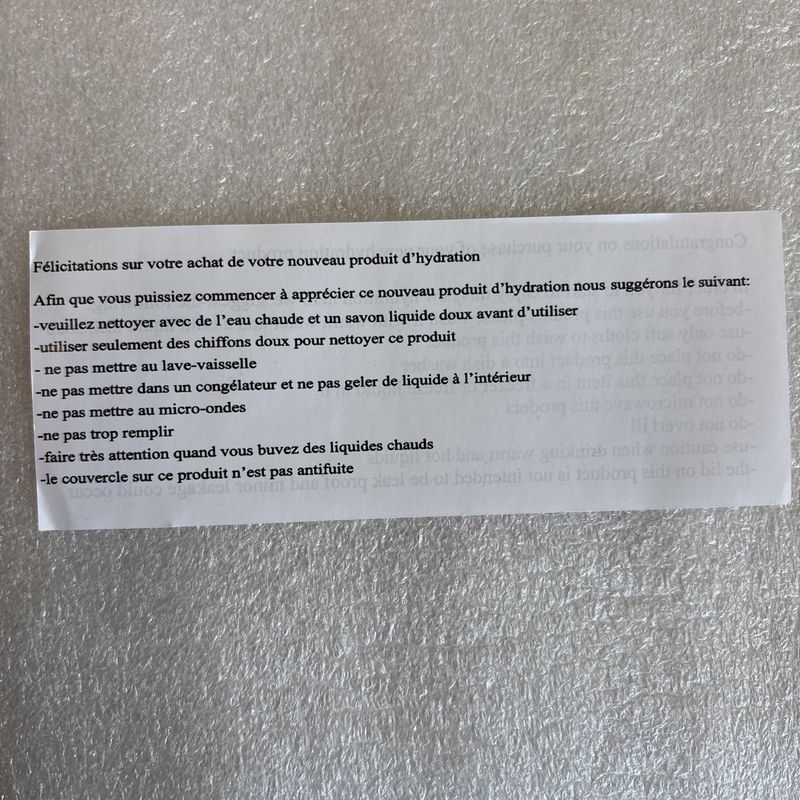 Félicitations sur votre achat de votre nouveau produit d'hydration
Afin que vous puissiez commencer à apprécier ce nouveau produit d'hydration nous suggérons le suivant:
-veuillez nettoyer avec de l'eau chaude et un savon liquide doux avant d'utiliser
-utiliser seulement des chiffons doux pour nettoyer ce produit
- ne pas mettre au lave-vaisselle
-ne pas mettre dans un congélateur et ne pas geler de liquide à l'intérieur
-ne pas mettre au micro-ondes
-ne pas trop remplir
-faire très attention quand vous buvez des liquides chauds
-le couvercle sur ce produit n'est pas antifuite